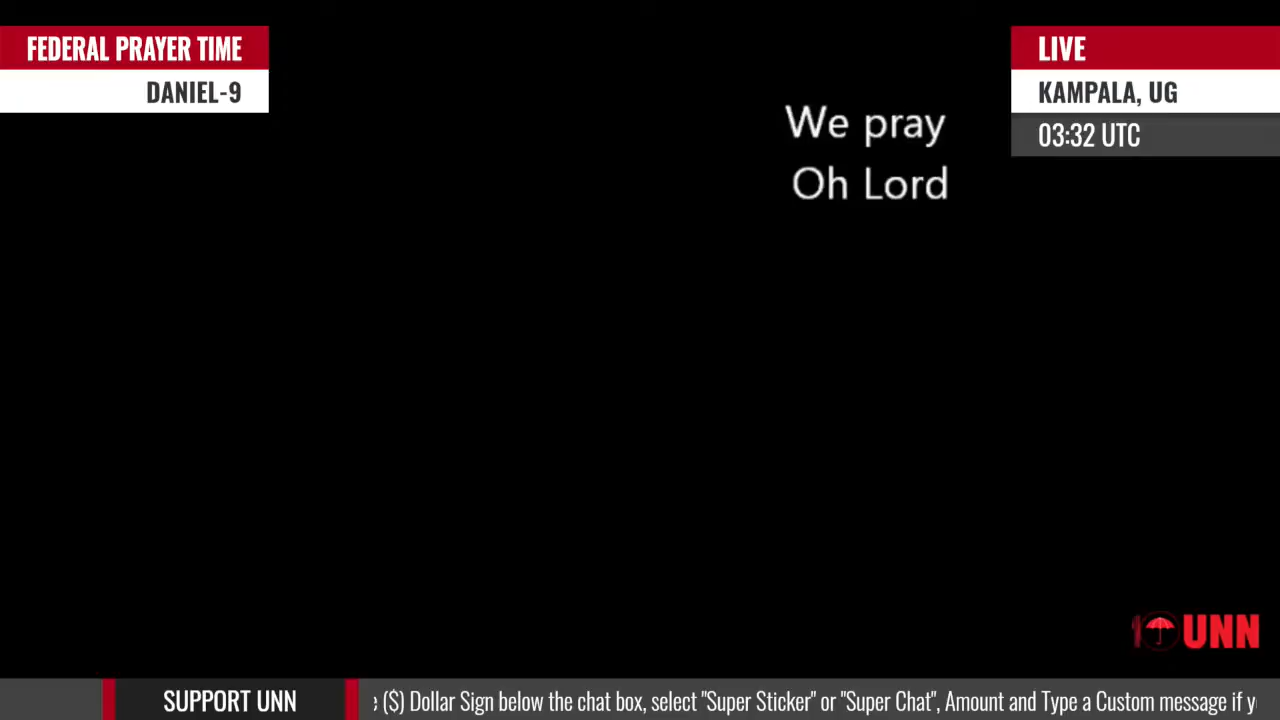 FEDERAL PRAYER TIME
DANIEL-9
LIVE
KAMPALA, UG
03:32 UTC
We pray
Oh Lord
UNN
SUPPORT UNN
($) Dollar Sign below the chat box, select "Super Sticker" or "Super Chat", Amount and Type a Custom message if